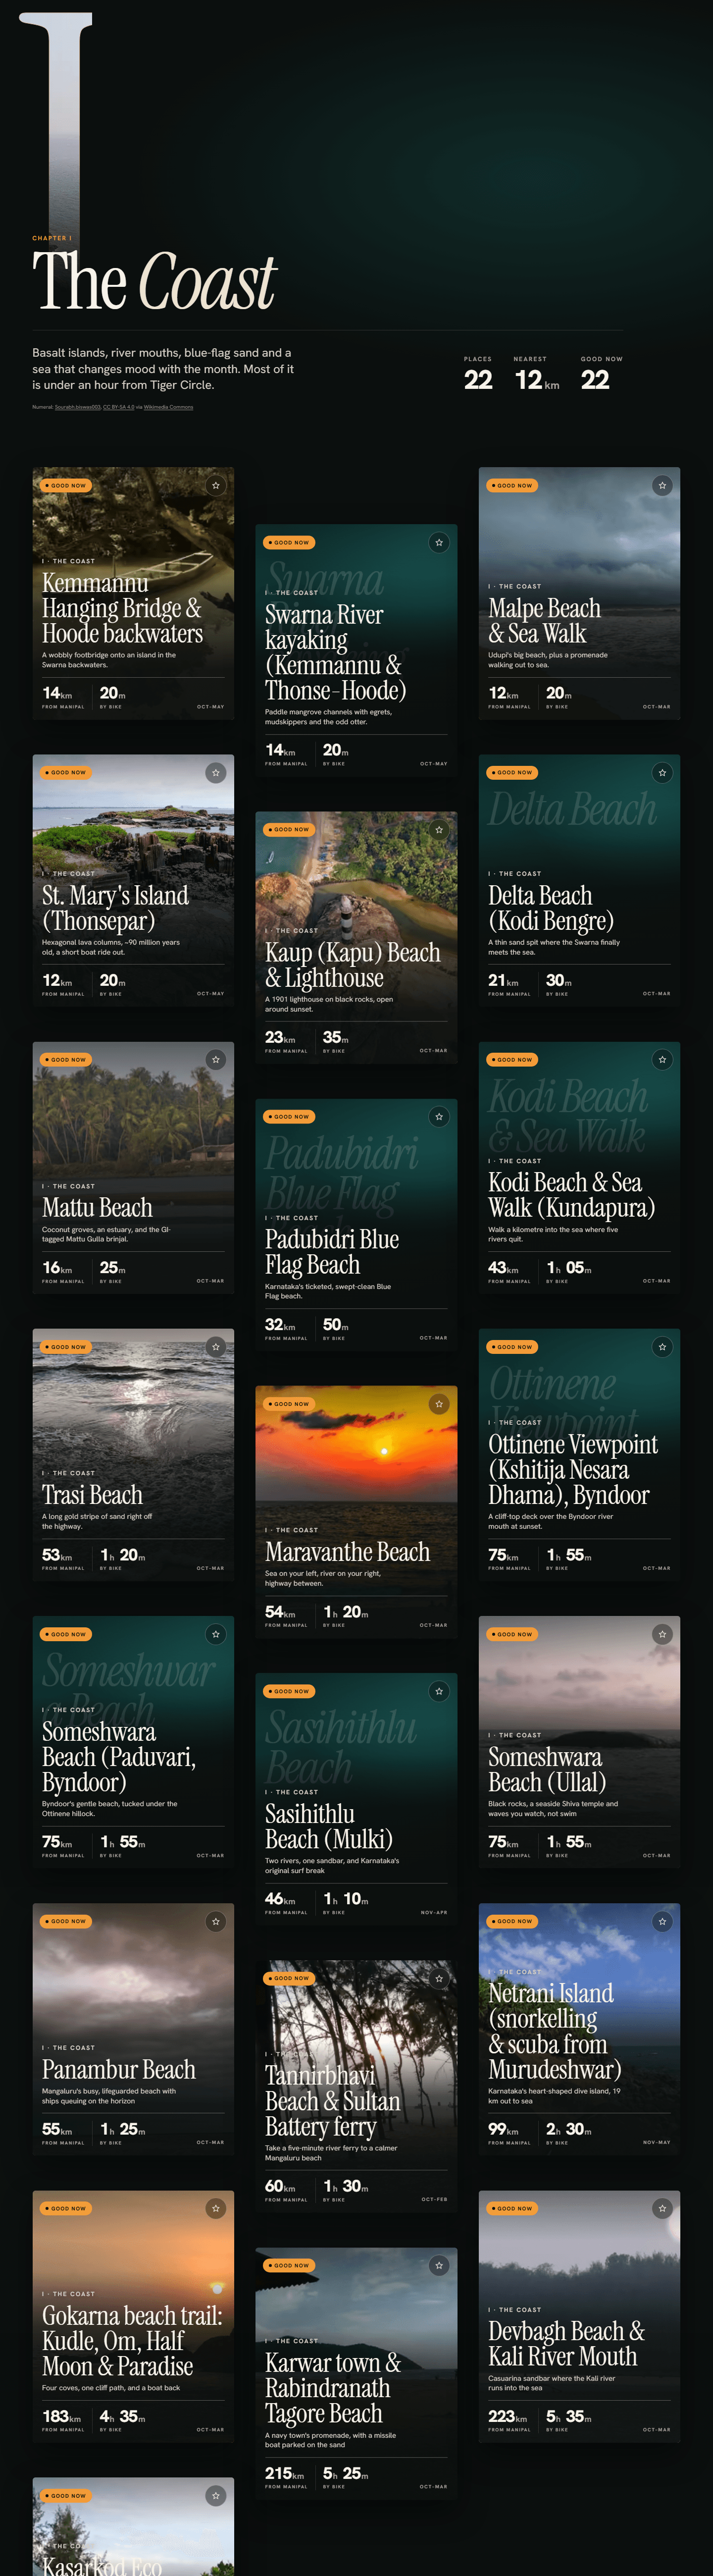 I
CHAPTER I
The Coast
Basalt islands, river mouths, blue-flag sand and a
sea that changes mood with the month. Most of it
is under an hour from Tiger Circle.
PLACES
22
NEAREST
12 km
GOOD NOW
22
Numeral: Sourabh.biswas003, CC BY-SA 4.0 via Wikimedia Commons
GOOD NOW
I · THE COAST
Kemmannu
Hanging Bridge &
Hoode backwaters
A wobbly footbridge onto an island in the
Swarna backwaters.
14km
FROM MANIPAL
20m
BY BIKE
OCT–MAY
GOOD NOW
Swarna
I · THE COAST
Swarna River
kayaking
(Kemmannu &
Thonse-Hoode)
Paddle mangrove channels with egrets,
mudskippers and the odd otter.
14km
FROM MANIPAL
20m
BY BIKE
OCT–MAY
GOOD NOW
I · THE COAST
Malpe Beach
& Sea Walk
Udupi's big beach, plus a promenade
walking out to sea.
12km
FROM MANIPAL
20m
BY BIKE
OCT–MAR
GOOD NOW
I · THE COAST
St. Mary's Island
(Thonsepar)
Hexagonal lava columns, ~90 million years
old, a short boat ride out.
12km
FROM MANIPAL
20m
BY BIKE
OCT–MAY
GOOD NOW
I · THE COAST
Kaup (Kapu) Beach
& Lighthouse
A 1901 lighthouse on black rocks, open
around sunset.
23km
FROM MANIPAL
35m
BY BIKE
OCT–MAR
GOOD NOW
Delta Beach
I · THE COAST
Delta Beach
(Kodi Bengre)
A thin sand spit where the Swarna finally
meets the sea.
21km
FROM MANIPAL
30m
BY BIKE
OCT–MAR
GOOD NOW
I · THE COAST
Mattu Beach
Coconut groves, an estuary, and the GI-
tagged Mattu Gulla brinjal.
16km
FROM MANIPAL
25m
BY BIKE
OCT–MAR
GOOD NOW
Padubidri
Blue Flag
I · THE COAST
Padubidri Blue
Flag Beach
Karnataka's ticketed, swept-clean Blue
Flag beach.
32km
FROM MANIPAL
50m
BY BIKE
OCT–MAR
GOOD NOW
Kodi Beach
& Sea Walk
I · THE COAST
Kodi Beach & Sea
Walk (Kundapura)
Walk a kilometre into the sea where five
rivers quit.
43km
FROM MANIPAL
1h 05m
BY BIKE
OCT–MAR
GOOD NOW
I · THE COAST
Trasi Beach
A long gold stripe of sand right off
the highway.
53km
FROM MANIPAL
1h 20m
BY BIKE
OCT–MAR
GOOD NOW
I · THE COAST
Maravanthe Beach
Sea on your left, river on your right,
highway between.
54km
FROM MANIPAL
1h 20m
BY BIKE
OCT–MAR
GOOD NOW
Ottinene
Viewpoint
I · THE COAST
Ottinene Viewpoint
(Kshitija Nesara
Dhama), Byndoor
A cliff-top deck over the Byndoor river
mouth at sunset.
75km
FROM MANIPAL
1h 55m
BY BIKE
OCT–MAR
GOOD NOW
Someshwar
a Beach
I · THE COAST
Someshwara
Beach (Paduvari,
Byndoor)
Byndoor's gentle beach, tucked under the
Ottinene hillock.
75km
FROM MANIPAL
1h 55m
BY BIKE
OCT–MAR
GOOD NOW
Sasihithlu
Beach
I · THE COAST
Sasihithlu
Beach (Mulki)
Two rivers, one sandbar, and Karnataka's
original surf break
46km
FROM MANIPAL
1h 10m
BY BIKE
NOV–APR
GOOD NOW
I · THE COAST
Someshwara
Beach (Ullal)
Black rocks, a seaside Shiva temple and
waves you watch, not swim
75km
FROM MANIPAL
1h 55m
BY BIKE
OCT–MAR
GOOD NOW
I · THE COAST
Panambur Beach
Mangaluru's busy, lifeguarded beach with
ships queuing on the horizon
55km
FROM MANIPAL
1h 25m
BY BIKE
OCT–MAR
GOOD NOW
I · THE COAST
Tannirbhavi
Beach & Sultan
Battery ferry
Take a five-minute river ferry to a calmer
Mangaluru beach
60km
FROM MANIPAL
1h 30m
BY BIKE
OCT–FEB
GOOD NOW
I · THE COAST
Netrani Island
(snorkelling
& scuba from
Murudeshwar)
Karnataka's heart-shaped dive island, 19
km out to sea
99km
FROM MANIPAL
2h 30m
BY BIKE
NOV–MAY
GOOD NOW
I · THE COAST
Gokarna beach trail:
Kudle, Om, Half
Moon & Paradise
Four coves, one cliff path, and a boat back
183km
FROM MANIPAL
4h 35m
BY BIKE
OCT–MAR
GOOD NOW
I · THE COAST
Karwar town &
Rabindranath
Tagore Beach
A navy town's promenade, with a missile
boat parked on the sand
215km
FROM MANIPAL
5h 25m
BY BIKE
OCT–MAR
GOOD NOW
I · THE COAST
Devbagh Beach &
Kali River Mouth
Casuarina sandbar where the Kali river
runs into the sea
223km
FROM MANIPAL
5h 35m
BY BIKE
OCT–MAR
GOOD NOW
I · THE COAST
Kasarkod Eco